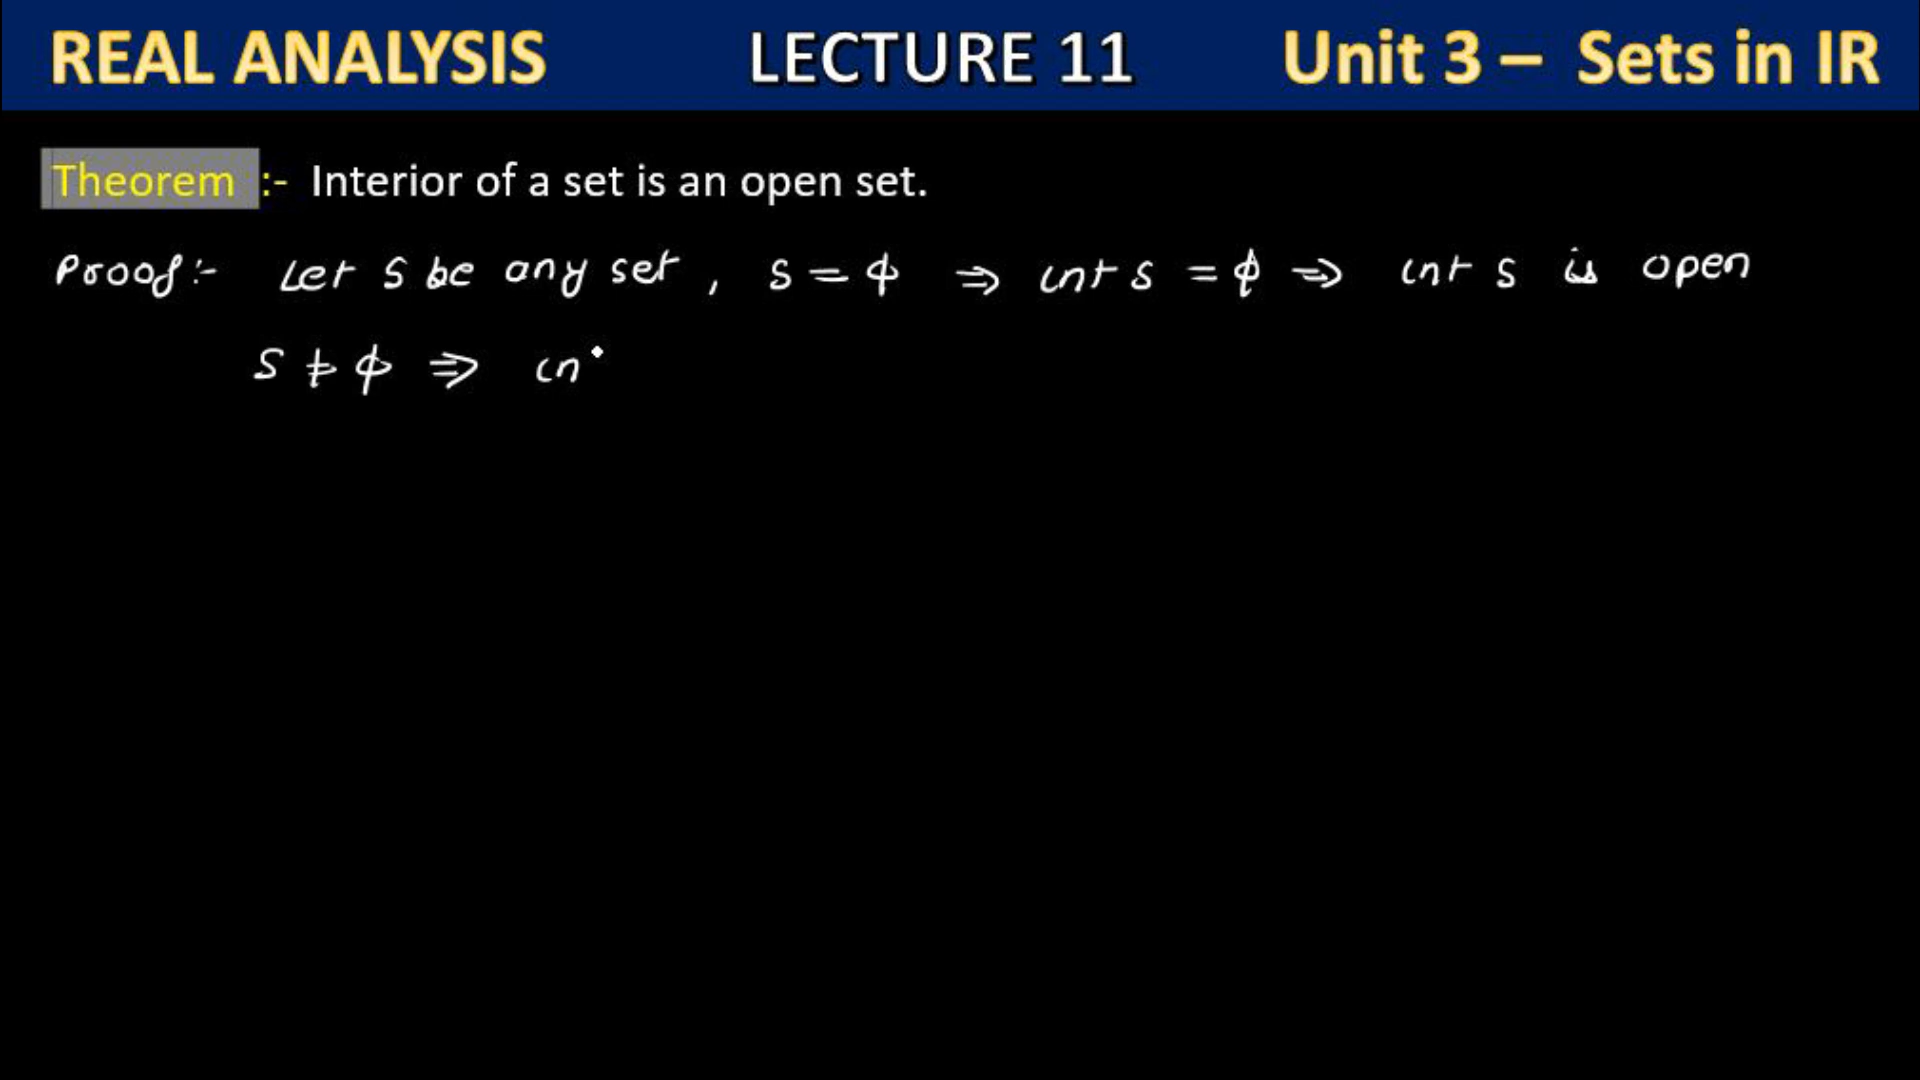 REAL ANALYSIS LECTURE 11 Unit 3 – Sets in IR
Theorem :- Interior of a set is an open set.
Proof:- Let S be any set , S = ϕ ⇒ int S = ϕ ⇒ int S is open
S ≠ ϕ ⇒ in